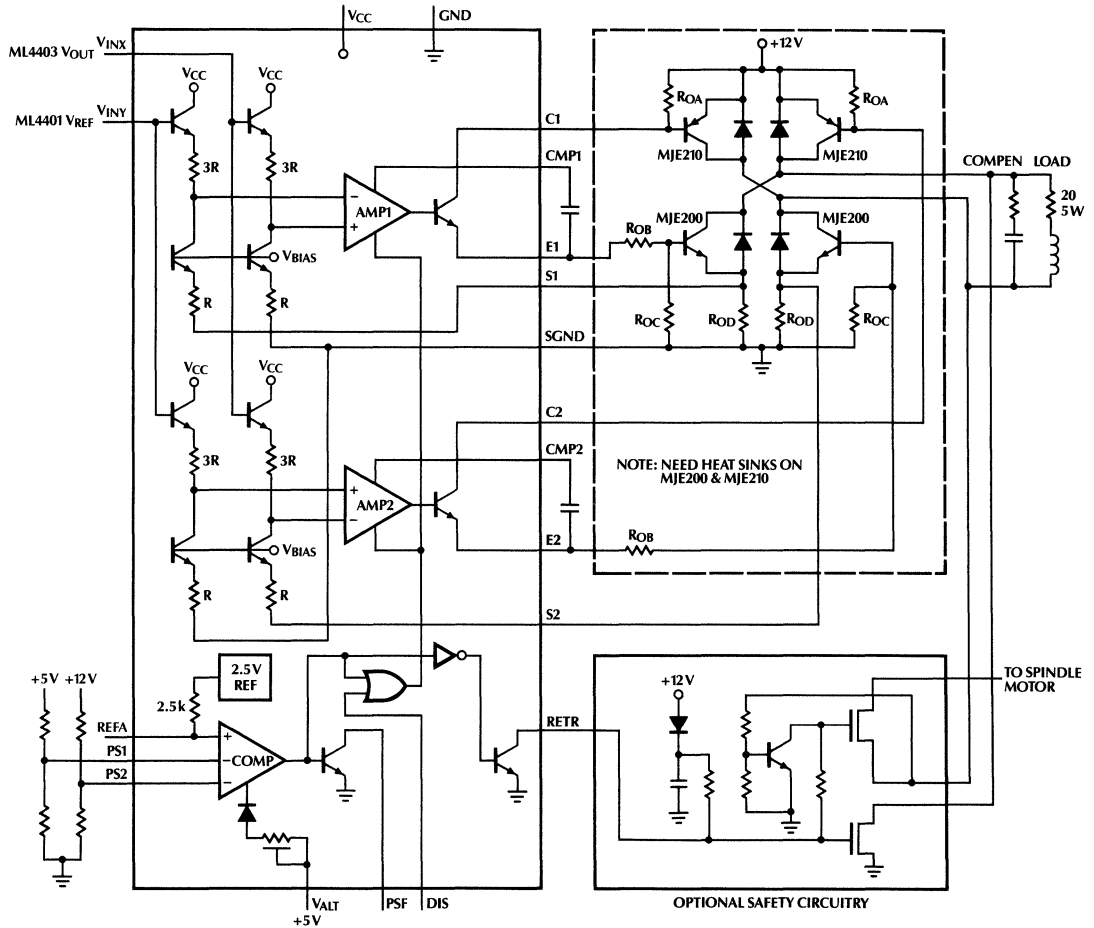 VCC
GND
ML4403 VOUT
VINX
ML4401 VREF
VINY
VCC
VCC
3R
3R
AMP1
−
+
VBIAS
R
R
C1
CMP1
E1
S1
SGND
+12V
ROA
ROA
MJE210
MJE210
MJE200
MJE200
ROB
ROC
ROD
ROD
ROC
COMPEN
LOAD
20
5W
VCC
VCC
3R
3R
+
AMP2
−
VBIAS
R
R
C2
CMP2
E2
S2
NOTE: NEED HEAT SINKS ON
MJE200 & MJE210
ROB
+5V
+12V
2.5V
REF
2.5k
REFA
PS1
PS2
+
−
−
COMP
RETR
VALT
+5V
PSF
DIS
+12V
TO SPINDLE
MOTOR
OPTIONAL SAFETY CIRCUITRY